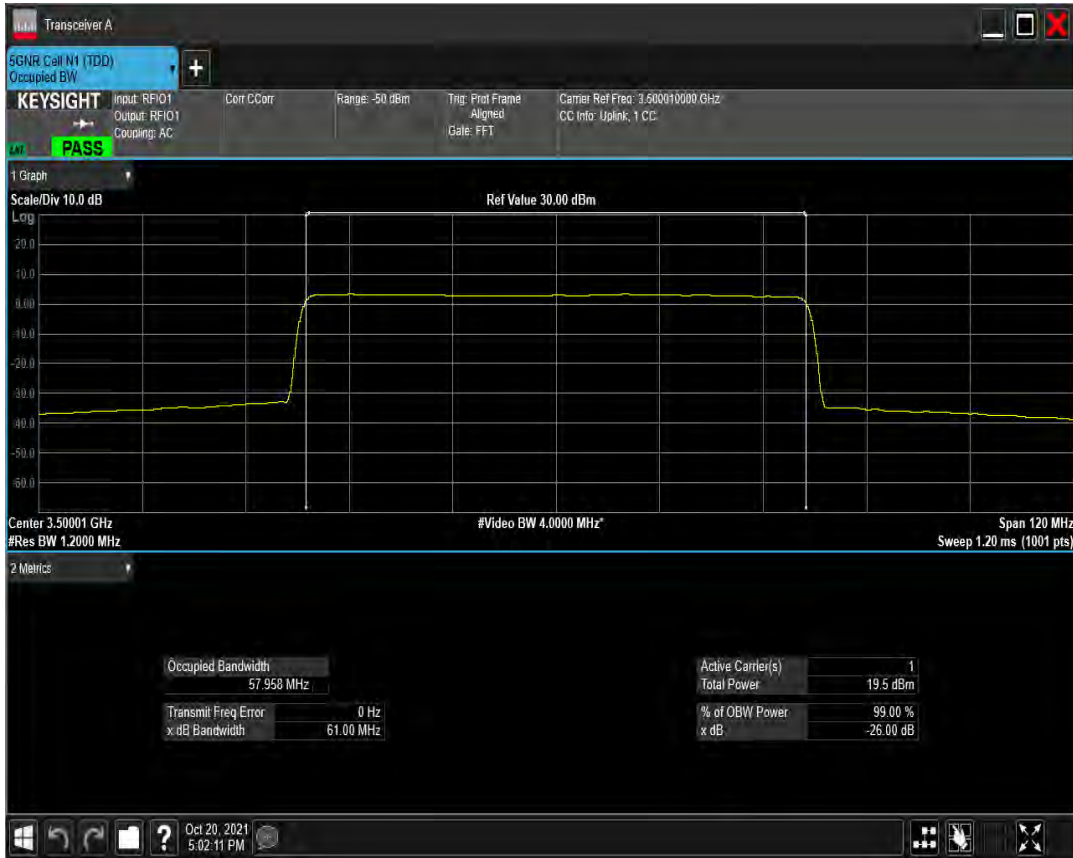 Transceiver A
5GNR Cell N1 (TDD)
Occupied BW
+
KEYSIGHT
Input: RFIO1
Output: RFIO1
Coupling: AC
Corr CCorr
Range: -50 dBm
Trig: Prot Frame
Aligned
Gate: FFT
Carrier Ref Freq: 3.500010000 GHz
CC Info: Uplink, 1 CC
PASS
1 Graph
Scale/Div 10.0 dB
Ref Value 30.00 dBm
Log
20.0
10.0
0.00
-10.0
-20.0
-30.0
-40.0
-50.0
-60.0
Center 3.50001 GHz
#Video BW 4.0000 MHz*
Span 120 MHz
#Res BW 1.2000 MHz
Sweep 1.20 ms (1001 pts)
2 Metrics
Occupied Bandwidth
57.958 MHz
Transmit Freq Error 0 Hz
x dB Bandwidth 61.00 MHz
Active Carrier(s) 1
Total Power 19.5 dBm
% of OBW Power 99.00 %
x dB -26.00 dB
?
Oct 20, 2021
5:02:11 PM